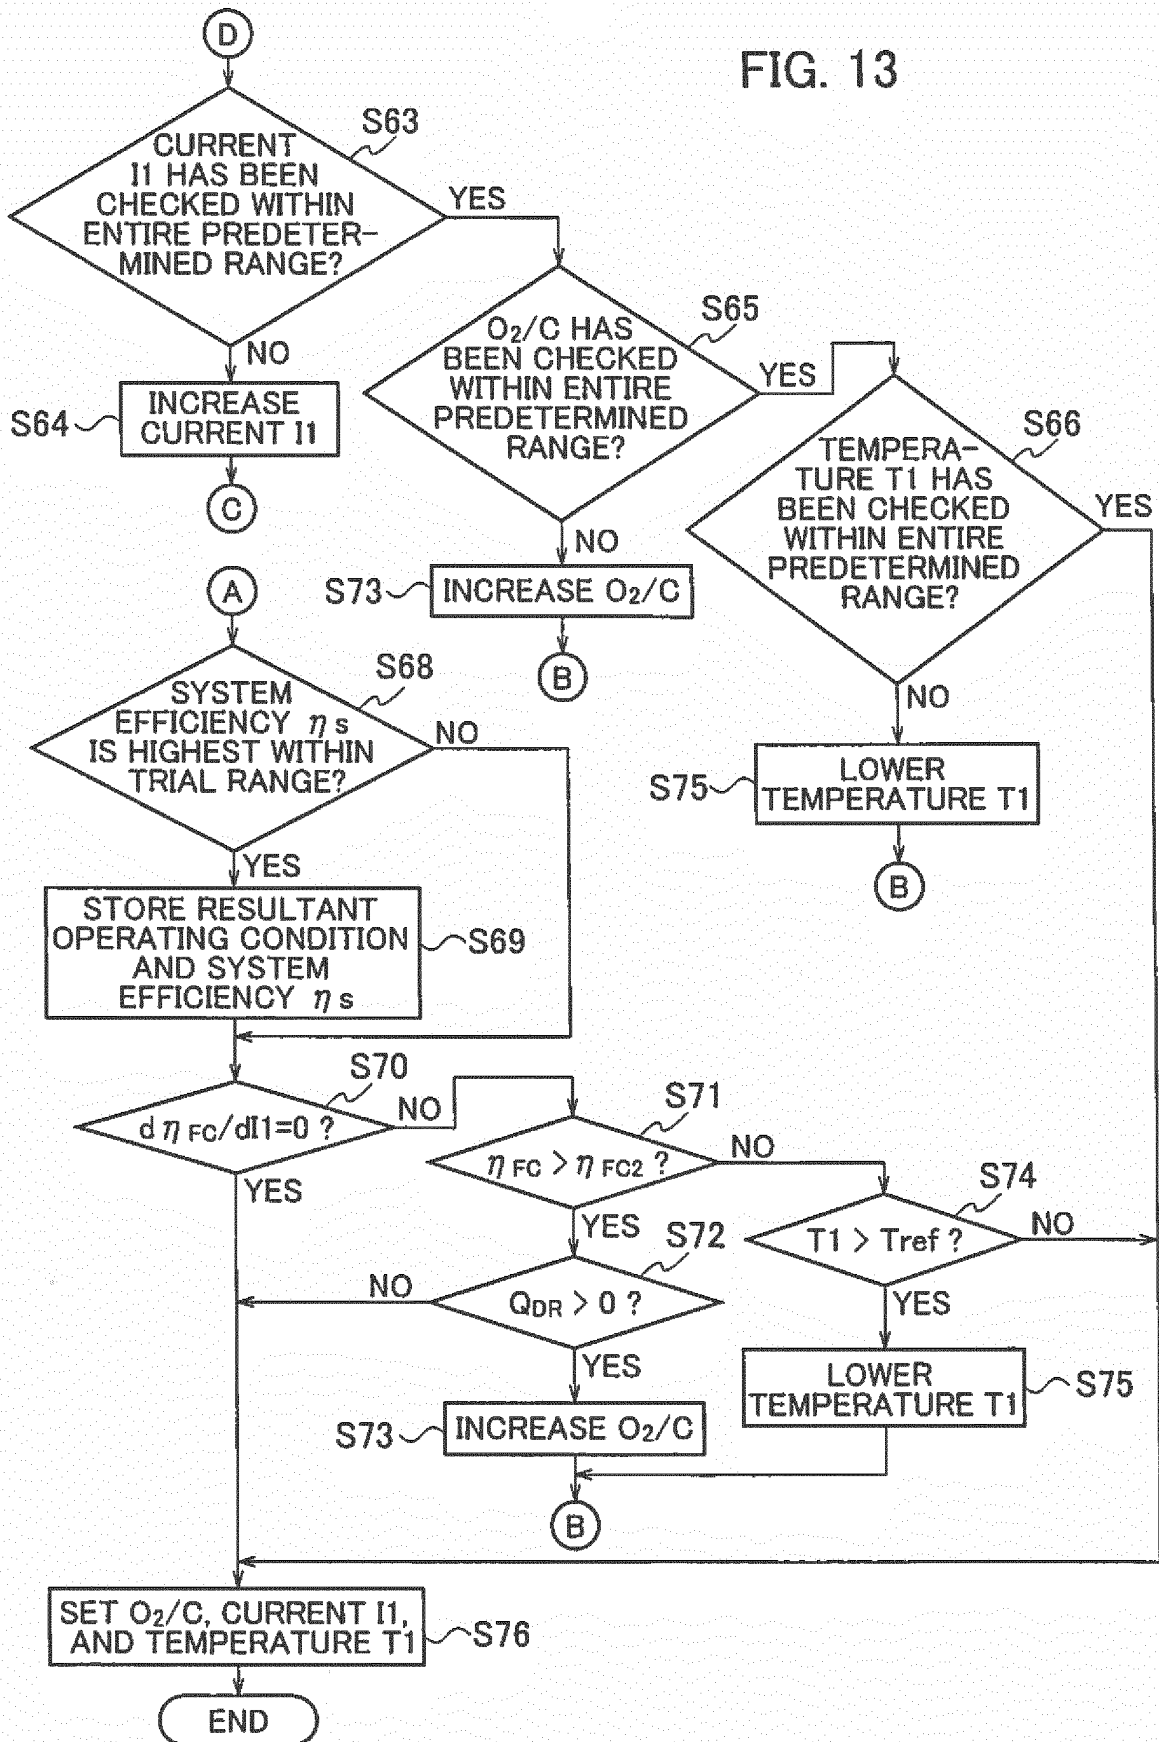 FIG. 13
D
S63
CURRENT
I1 HAS BEEN
CHECKED WITHIN
ENTIRE PREDETER-
MINED RANGE?
YES
NO
S64
INCREASE
CURRENT I1
C
S65
O2/C HAS
BEEN CHECKED
WITHIN ENTIRE
PREDETERMINED
RANGE?
YES
NO
S73
INCREASE O2/C
B
S66
TEMPERA-
TURE T1 HAS
BEEN CHECKED
WITHIN ENTIRE
PREDETERMINED
RANGE?
YES
NO
S75
LOWER
TEMPERATURE T1
B
A
S68
SYSTEM
EFFICIENCY η s
IS HIGHEST WITHIN
TRIAL RANGE?
NO
YES
STORE RESULTANT
OPERATING CONDITION
AND SYSTEM
EFFICIENCY η s
S69
S70
d η FC/dI1=0 ?
NO
YES
S71
η FC > η FC2 ?
NO
YES
S72
QDR > 0 ?
NO
YES
S73
INCREASE O2/C
B
S74
T1 > Tref ?
NO
YES
LOWER
TEMPERATURE T1
S75
SET O2/C, CURRENT I1,
AND TEMPERATURE T1
S76
END